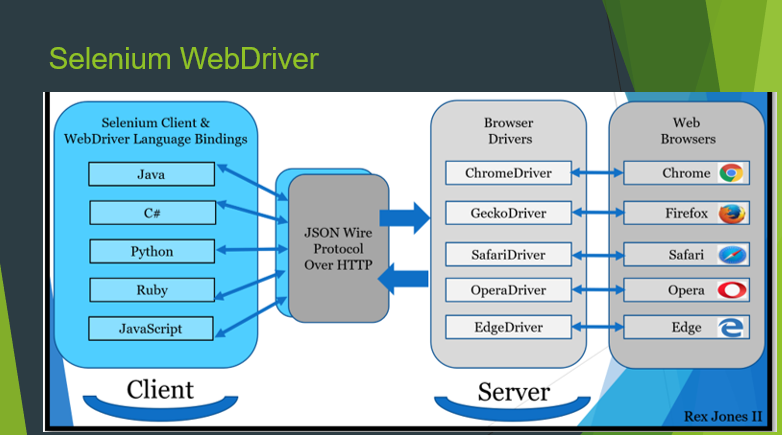 Selenium WebDriver
Selenium Client &
WebDriver Language Bindings
Java
C#
Python
Ruby
JavaScript
Client
JSON Wire
Protocol
Over HTTP
Browser
Drivers
ChromeDriver
GeckoDriver
SafariDriver
OperaDriver
EdgeDriver
Server
Web
Browsers
Chrome
Firefox
Safari
Opera
Edge
Rex Jones II